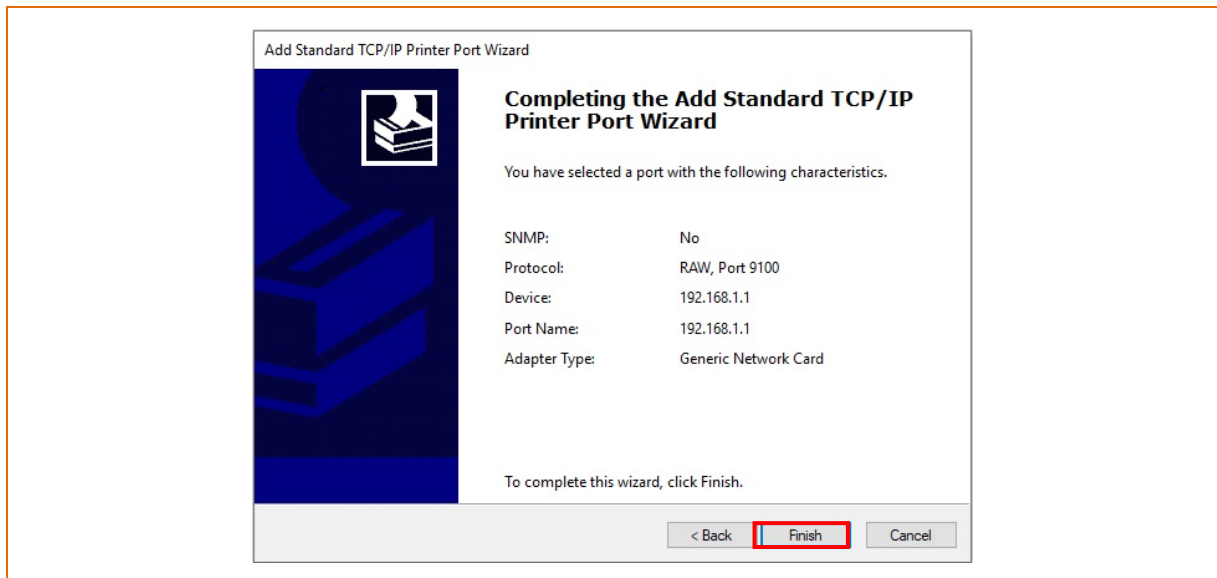 Add Standard TCP/IP Printer Port Wizard
Completing the Add Standard TCP/IP
Printer Port Wizard
You have selected a port with the following characteristics.
SNMP: No
Protocol: RAW, Port 9100
Device: 192.168.1.1
Port Name: 192.168.1.1
Adapter Type: Generic Network Card
To complete this wizard, click Finish.
< Back Finish Cancel